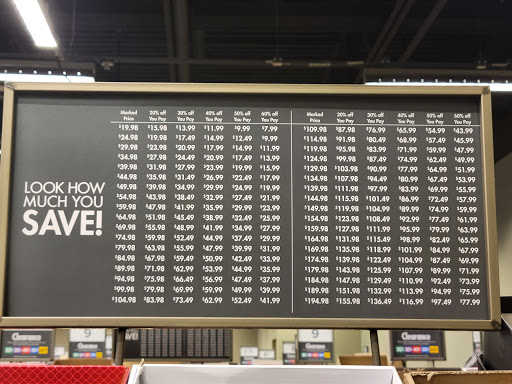 LOOK HOW
MUCH YOU
SAVE!
Marked Price 20% off You Pay 30% off You Pay 40% off You Pay 50% off You Pay 60% off You Pay
$19.98 $15.98 $13.99 $11.99 $9.99 $7.99
$24.98 $19.98 $17.49 $14.99 $12.49 $9.99
$29.98 $23.98 $20.99 $17.99 $14.99 $11.99
$34.98 $27.98 $24.49 $20.99 $17.49 $13.99
$39.98 $31.98 $27.99 $23.99 $19.99 $15.99
$44.98 $35.98 $31.49 $26.99 $22.49 $17.99
$49.98 $39.98 $34.99 $29.99 $24.99 $19.99
$54.98 $43.98 $38.49 $32.99 $27.49 $21.99
$59.98 $47.98 $41.99 $35.99 $29.99 $23.99
$64.98 $51.98 $45.49 $38.99 $32.49 $25.99
$69.98 $55.98 $48.99 $41.99 $34.99 $27.99
$74.98 $59.98 $52.49 $44.99 $37.49 $29.99
$79.98 $63.98 $55.99 $47.99 $39.99 $31.99
$84.98 $67.98 $59.49 $50.99 $42.49 $33.99
$89.98 $71.98 $62.99 $53.99 $44.99 $35.99
$94.98 $75.98 $66.49 $56.99 $47.49 $37.99
$99.98 $79.98 $69.99 $59.99 $49.99 $39.99
$104.98 $83.98 $73.49 $62.99 $52.49 $41.99
Marked Price 20% off You Pay 30% off You Pay 40% off You Pay 50% off You Pay 60% off You Pay
$109.98 $87.98 $76.99 $65.99 $54.99 $43.99
$114.98 $91.98 $80.49 $68.99 $57.49 $45.99
$119.98 $95.98 $83.99 $71.99 $59.99 $47.99
$124.98 $99.98 $87.49 $74.99 $62.49 $49.99
$129.98 $103.98 $90.99 $77.99 $64.99 $51.99
$134.98 $107.98 $94.49 $80.99 $67.49 $53.99
$139.98 $111.98 $97.99 $83.99 $69.99 $55.99
$144.98 $115.98 $101.49 $86.99 $72.49 $57.99
$149.98 $119.98 $104.99 $89.99 $74.99 $59.99
$154.98 $123.98 $108.49 $92.99 $77.49 $61.99
$159.98 $127.98 $111.99 $95.99 $79.99 $63.99
$164.98 $131.98 $115.49 $98.99 $82.49 $65.99
$169.98 $135.98 $118.99 $101.99 $84.99 $67.99
$174.98 $139.98 $122.49 $104.99 $87.49 $69.99
$179.98 $143.98 $125.99 $107.99 $89.99 $71.99
$184.98 $147.98 $129.49 $110.99 $92.49 $73.99
$189.98 $151.98 $132.99 $113.99 $94.99 $75.99
$194.98 $155.98 $136.49 $116.99 $97.49 $77.99
9
9
Clearance
Clearance
Clearance